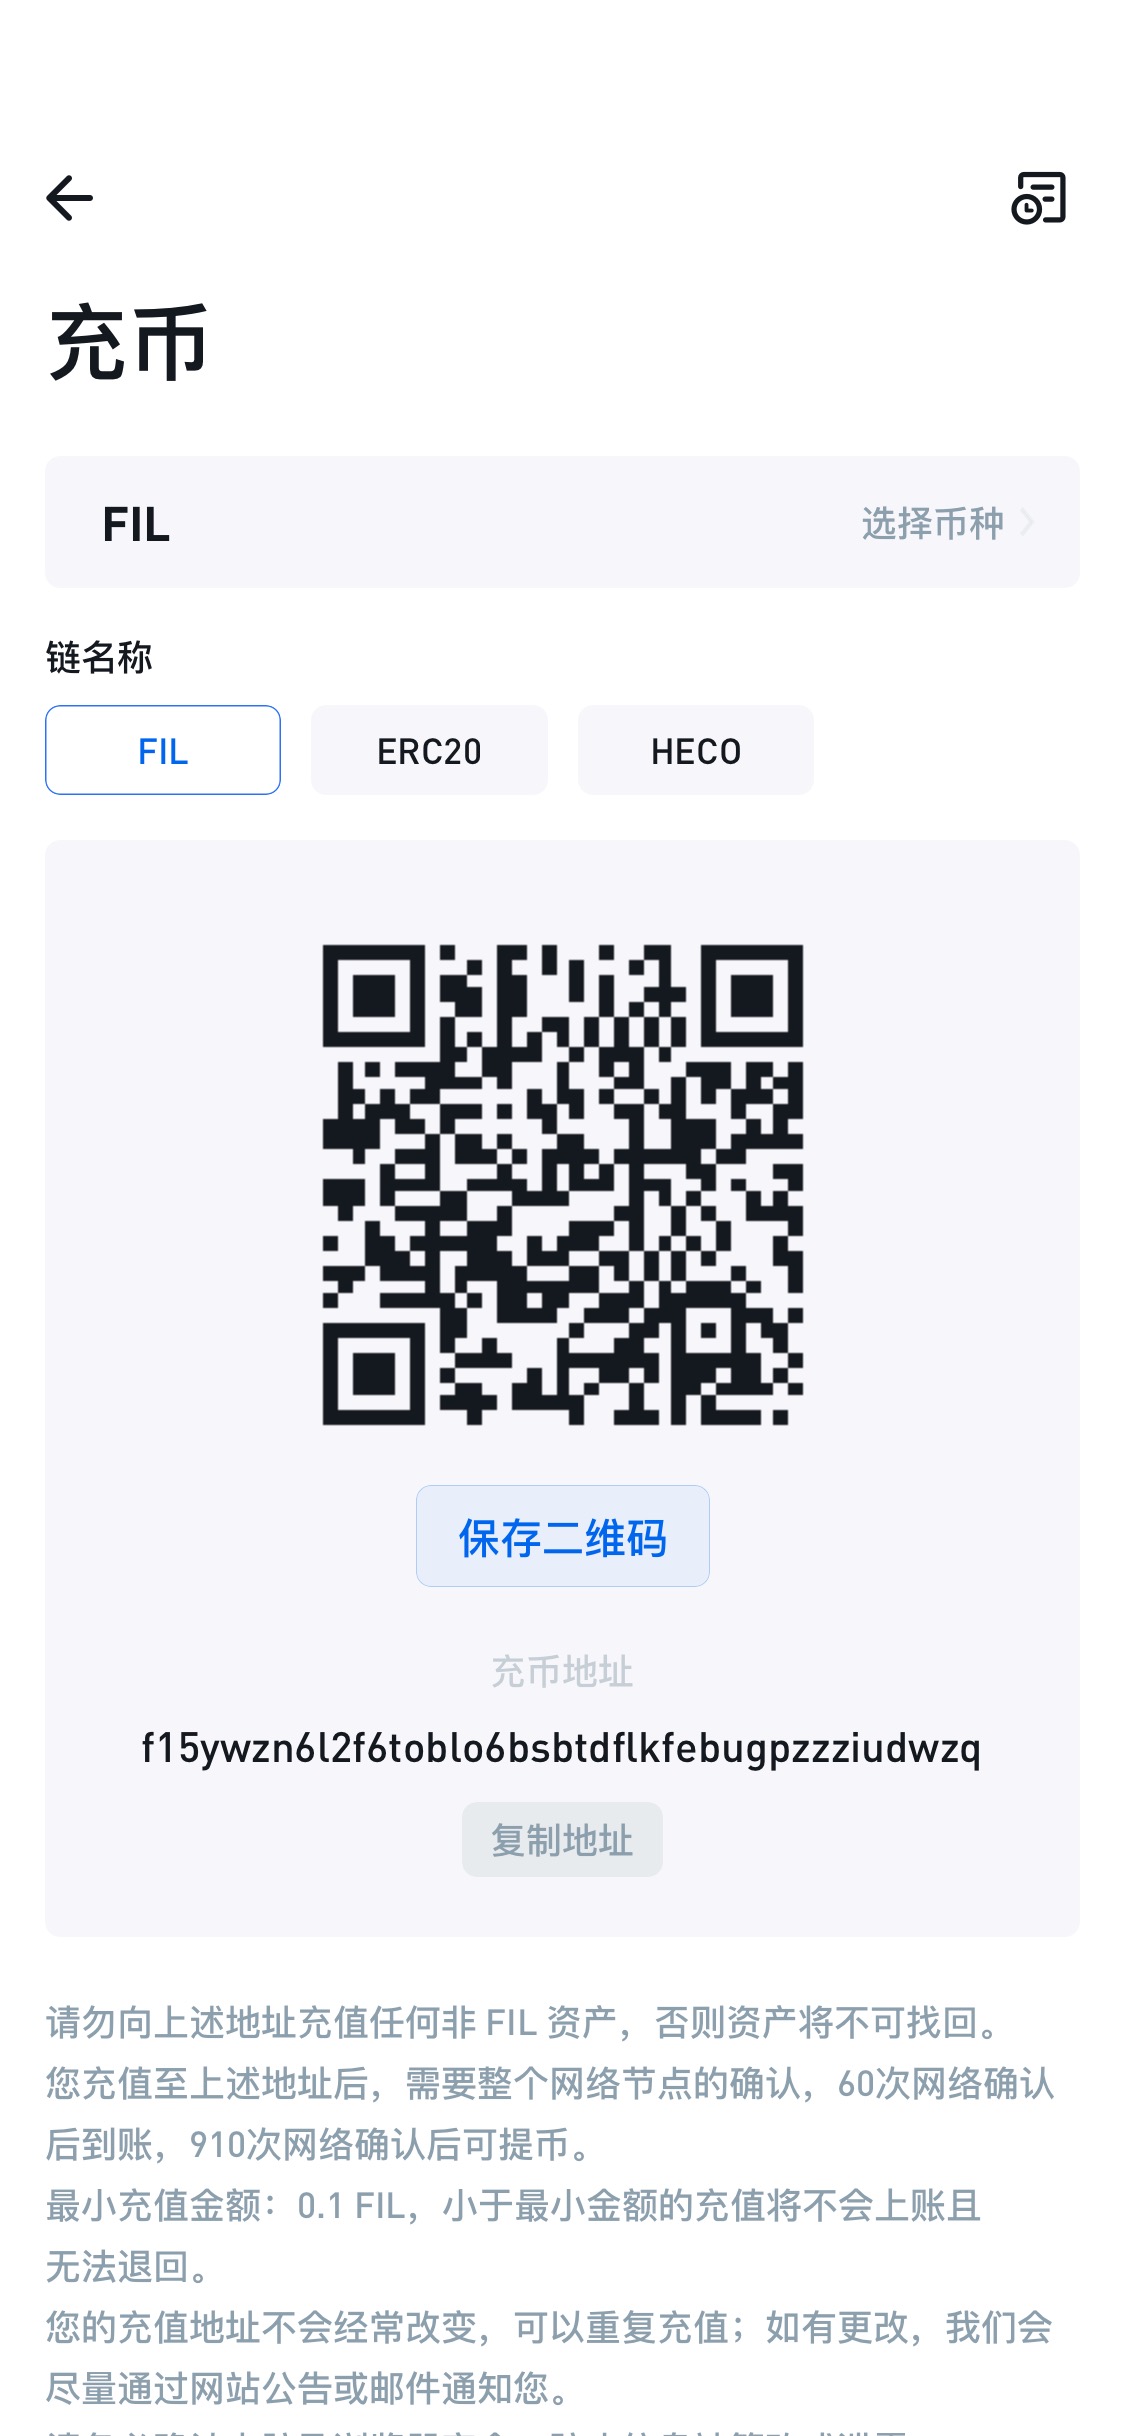 充币
FIL
选择币种
链名称
FIL
ERC20
HECO
保存二维码
充币地址
f15ywzn6l2f6toblo6bsbtdflkfebugpzzziudwzq
复制地址
请勿向上述地址充值任何非 FIL 资产，否则资产将不可找回。
您充值至上述地址后，需要整个网络节点的确认，60次网络确认
后到账，910次网络确认后可提币。
最小充值金额：0.1 FIL，小于最小金额的充值将不会上账且
无法退回。
您的充值地址不会经常改变，可以重复充值；如有更改，我们会
尽量通过网站公告或邮件通知您。